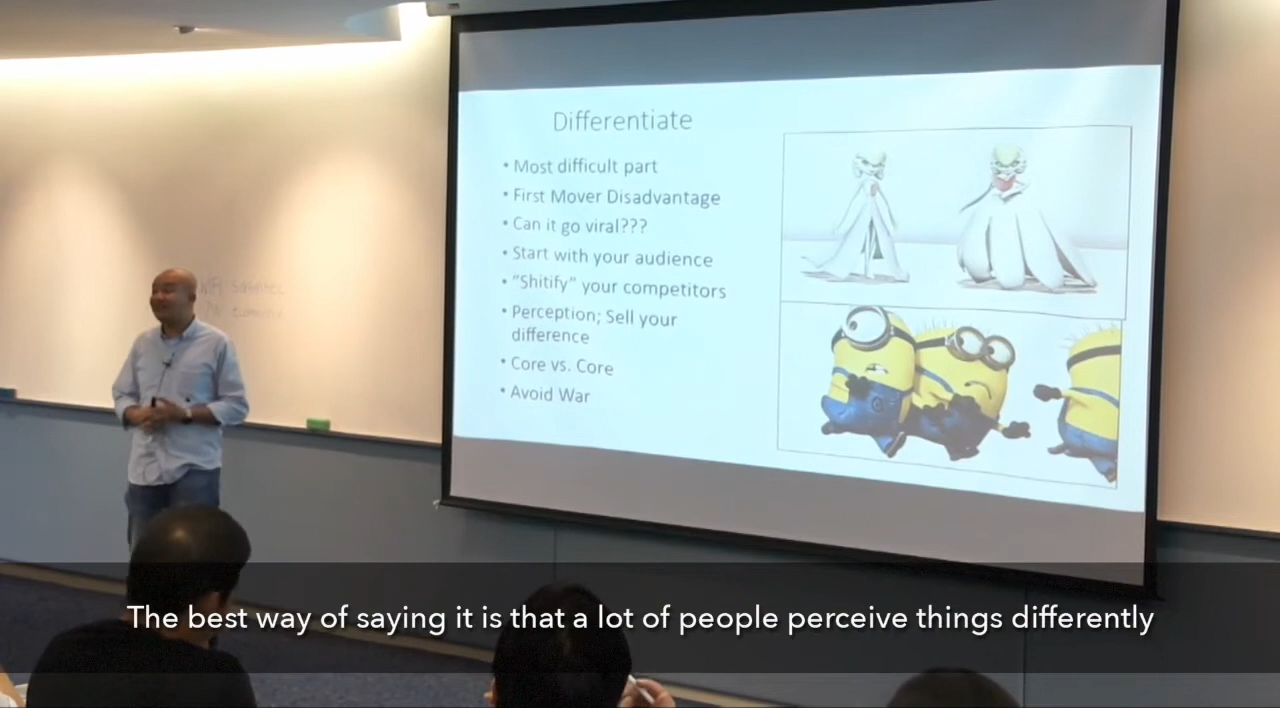 Differentiate
• Most difficult part
• First Mover Disadvantage
• Can it go viral???
• Start with your audience
• "Shitify" your competitors
• Perception; Sell your
difference
• Core vs. Core
• Avoid War
The best way of saying it is that a lot of people perceive things differently